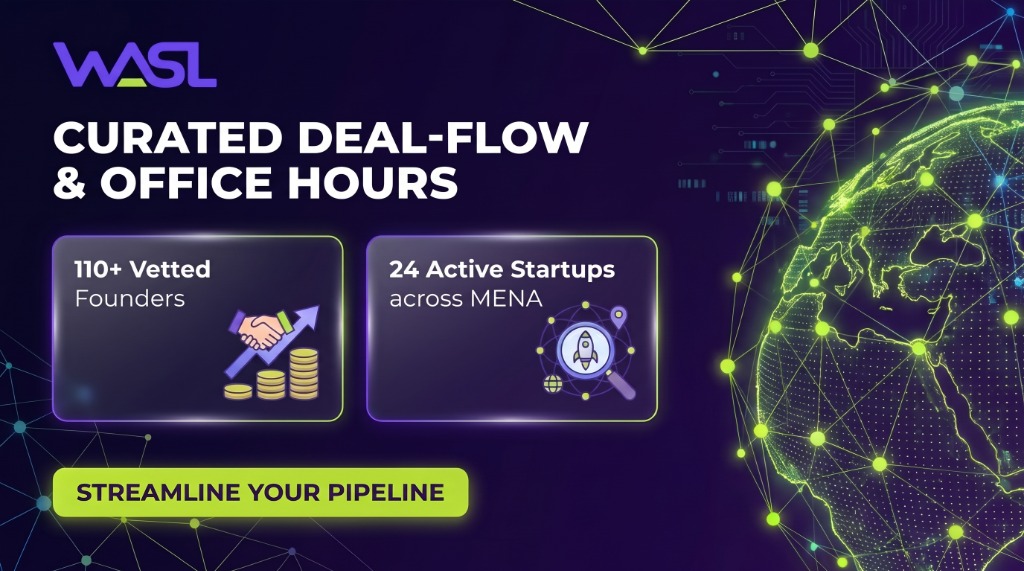 WASL
CURATED DEAL-FLOW
& OFFICE HOURS
110+ Vetted
Founders
24 Active Startups
across MENA
STREAMLINE YOUR PIPELINE